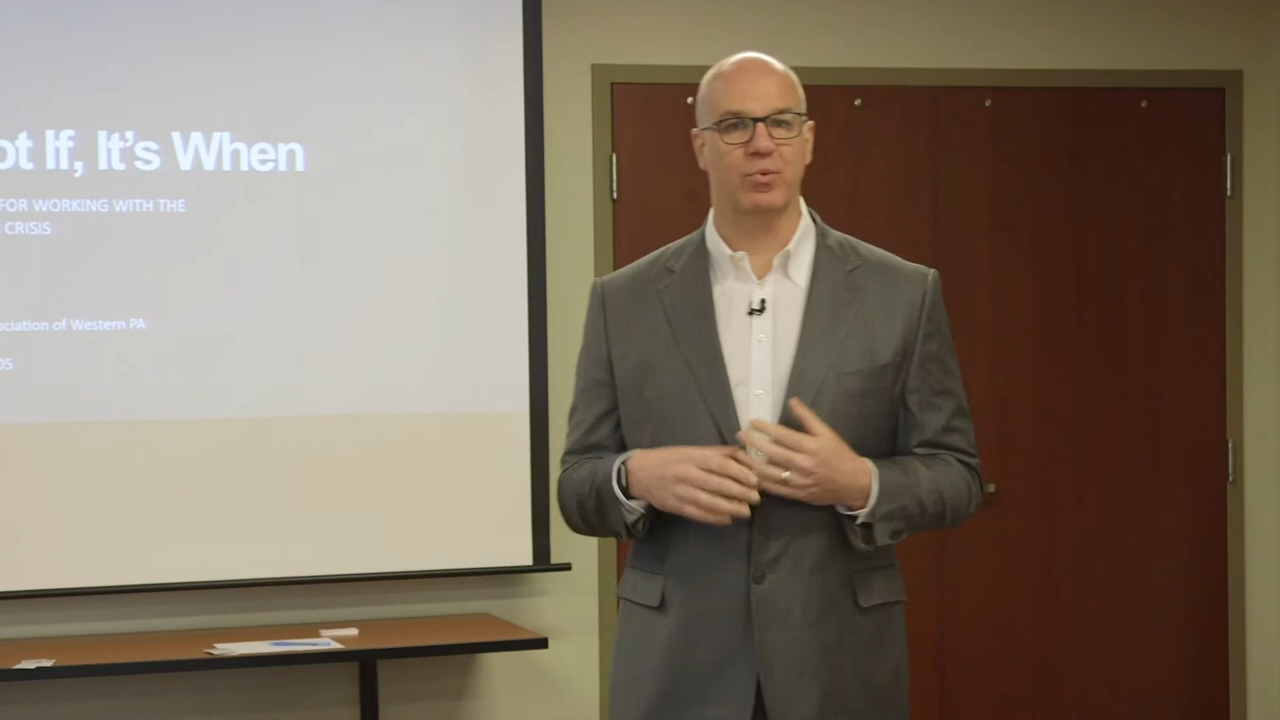 ot If, It's When
FOR WORKING WITH THE
CRISIS
ociation of Western PA
05